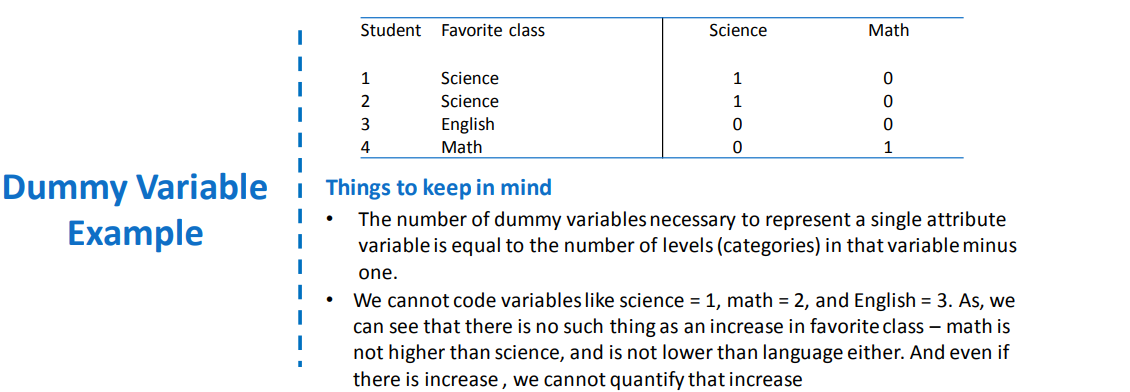 Dummy Variable
Example
Student Favorite class Science Math
1 Science 1 0
2 Science 1 0
3 English 0 0
4 Math 0 1
Things to keep in mind
• The number of dummy variables necessary to represent a single attribute
variable is equal to the number of levels (categories) in that variable minus
one.
• We cannot code variables like science = 1, math = 2, and English = 3. As, we
can see that there is no such thing as an increase in favorite class – math is
not higher than science, and is not lower than language either. And even if
there is increase , we cannot quantify that increase